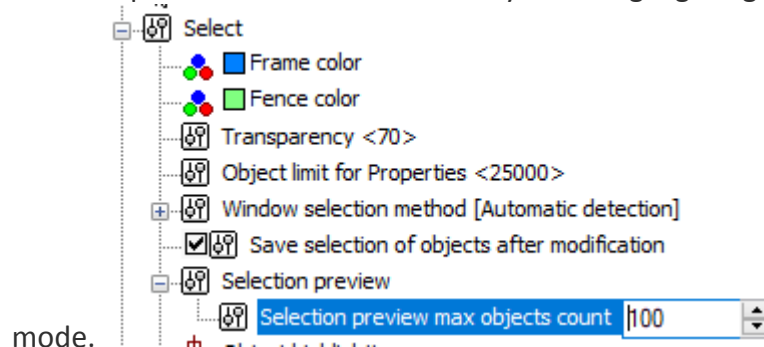 Select
Frame color
Fence color
Transparency <70>
Object limit for Properties <25000>
Window selection method [Automatic detection]
Save selection of objects after modification
Selection preview
Selection preview max objects count 100
mode.